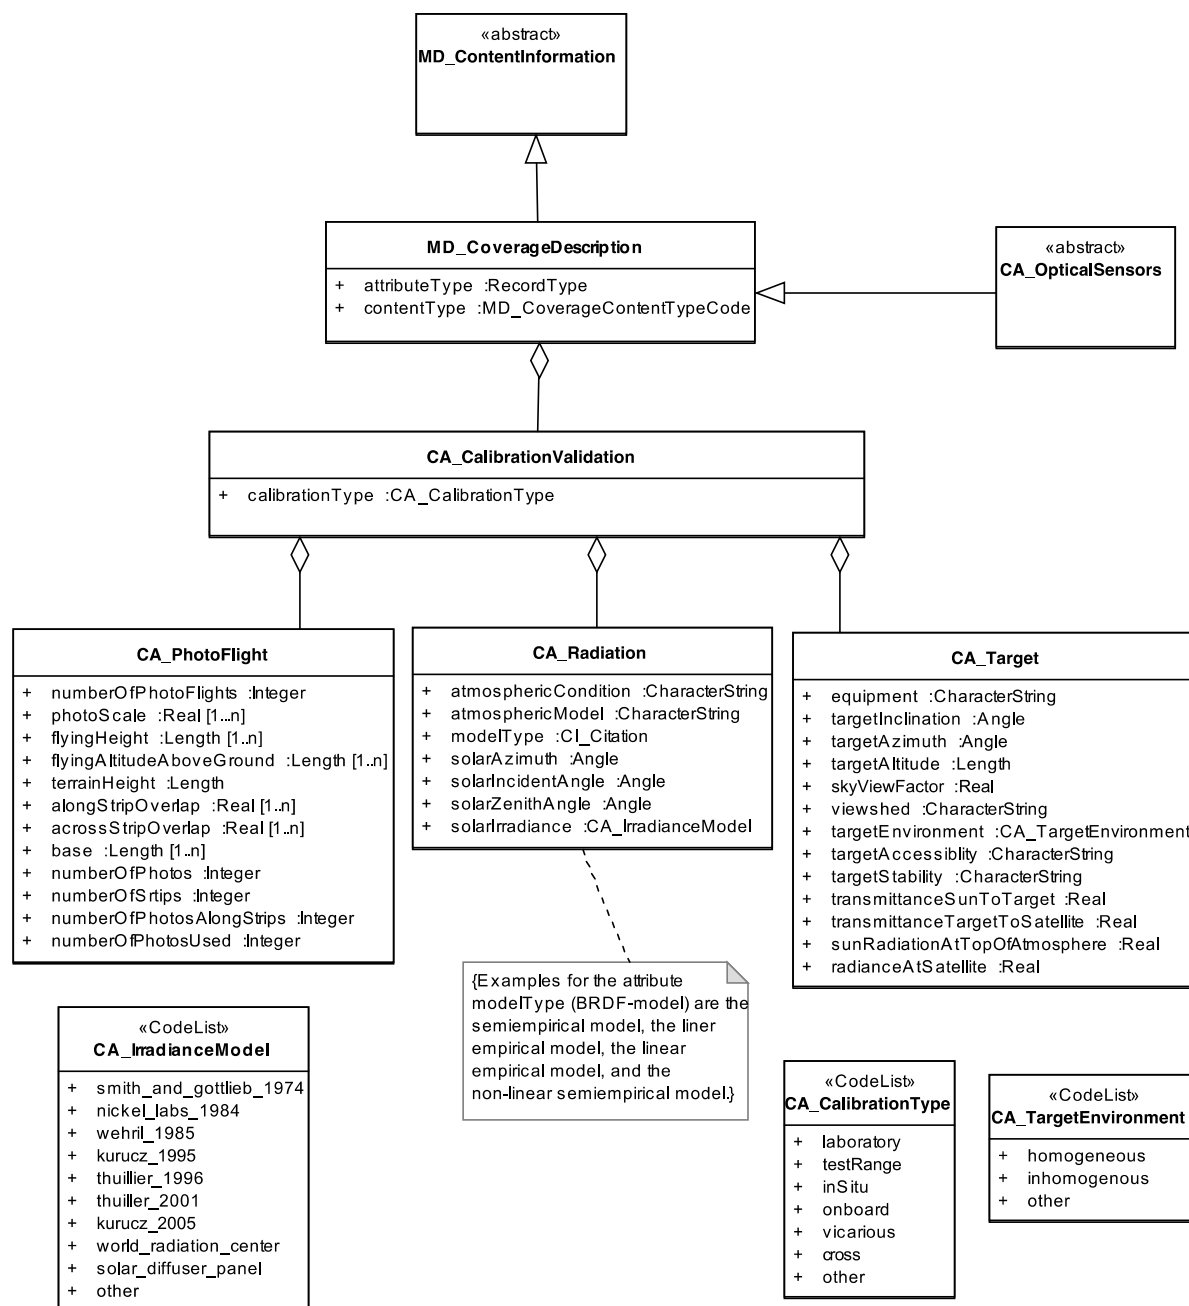 «abstract»
MD_ContentInformation
MD_CoverageDescription
+ attributeType :RecordType
+ contentType :MD_CoverageContentTypeCode
«abstract»
CA_OpticalSensors
CA_CalibrationValidation
+ calibrationType :CA_CalibrationType
CA_PhotoFlight
+ numberOfPhotoFlights :Integer
+ photoScale :Real [1..n]
+ flyingHeight :Length [1..n]
+ flyingAltitudeAboveGround :Length [1..n]
+ terrainHeight :Length
+ alongStripOverlap :Real [1..n]
+ acrossStripOverlap :Real [1..n]
+ base :Length [1..n]
+ numberOfPhotos :Integer
+ numberOfSrtips :Integer
+ numberOfPhotosAlongStrips :Integer
+ numberOfPhotosUsed :Integer
CA_Radiation
+ atmosphericCondition :CharacterString
+ atmosphericModel :CharacterString
+ modelType :CI_Citation
+ solarAzimuth :Angle
+ solarIncidentAngle :Angle
+ solarZenithAngle :Angle
+ solarIrradiance :CA_IrradianceModel
CA_Target
+ equipment :CharacterString
+ targetInclination :Angle
+ targetAzimuth :Angle
+ targetAltitude :Length
+ skyViewFactor :Real
+ viewshed :CharacterString
+ targetEnvironment :CA_TargetEnvironment
+ targetAccessiblity :CharacterString
+ targetStability :CharacterString
+ transmittanceSunToTarget :Real
+ transmittanceTargetToSatellite :Real
+ sunRadiationAtTopOfAtmosphere :Real
+ radianceAtSatellite :Real
{Examples for the attribute
modelType (BRDF-model) are the
semiempirical model, the liner
empirical model, the linear
empirical model, and the
non-linear semiempirical model.}
«CodeList»
CA_IrradianceModel
+ smith_and_gottlieb_1974
+ nickel_labs_1984
+ wehril_1985
+ kurucz_1995
+ thuillier_1996
+ thuiller_2001
+ kurucz_2005
+ world_radiation_center
+ solar_diffuser_panel
+ other
«CodeList»
CA_CalibrationType
+ laboratory
+ testRange
+ inSitu
+ onboard
+ vicarious
+ cross
+ other
«CodeList»
CA_TargetEnvironment
+ homogeneous
+ inhomogenous
+ other